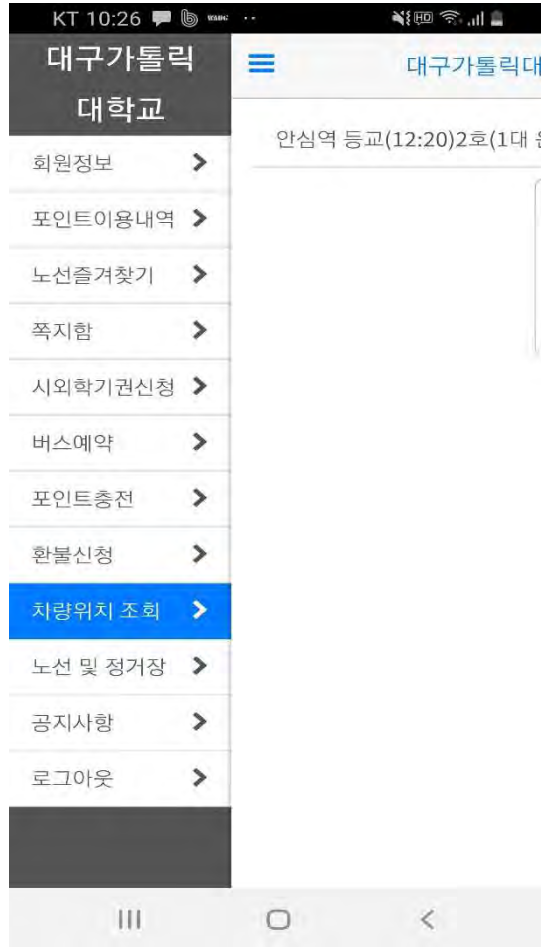 KT 10:26
대구가톨릭
대학교
회원정보
포인트이용내역
노선즐겨찾기
쪽지함
시외학기권신청
버스예약
포인트충전
환불신청
차량위치 조회
노선 및 정거장
공지사항
로그아웃
대구가톨릭대
안심역 등교(12:20)2호(1대